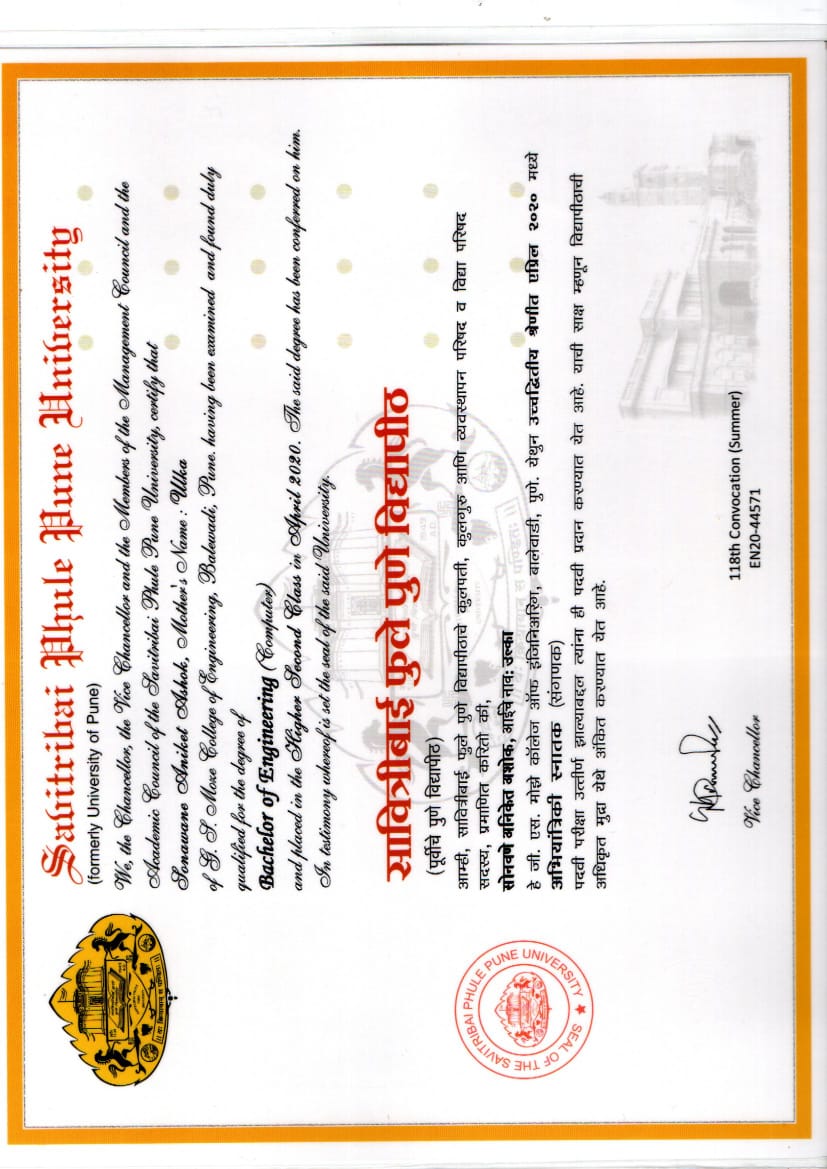 Savitribai Phule Pune University
(formerly University of Pune)
We, the Chancellor, the Vice Chancellor and the Members of the Management Council and the
Academic Council of the Savitribai Phule Pune University, certify that
Sonawane Aniket Ashok, Mother's Name : Ulka
of G. S. Moze College of Engineering, Balewadi, Pune. having been examined and found duly
qualified for the degree of
Bachelor of Engineering (Computer)
and placed in the Higher Second Class in April 2020. The said degree has been conferred on him.
In testimony whereof is set the seal of the said University.
सावित्रीबाई फुले पुणे विद्यापीठ
(पूर्वीचे पुणे विद्यापीठ)
आम्ही, सावित्रीबाई फुले पुणे विद्यापीठाचे कुलपती, कुलगुरु आणि व्यवस्थापन परिषद व विद्या परिषद
सदस्य, प्रमाणित करितो की,
सोनवणे अनिकेत अशोक, आईचे नाव: उल्का
हे जी. एस. मोझे कॉलेज ऑफ इंजिनिअरिंग, बालेवाडी, पुणे. येथुन उच्चद्वितीय श्रेणीत एप्रिल २०२० मध्ये
अभियांत्रिकी स्नातक (संगणक)
पदवी परीक्षा उत्तीर्ण झाल्याबद्दल त्यांना ही पदवी प्रदान करण्यात येत आहे. याची साक्ष म्हणून विद्यापीठाची
अधिकृत मुद्रा येथे अंकित करण्यात येत आहे.
SEAL OF THE SAVITRIBAI PHULE PUNE UNIVERSITY
Vice Chancellor
118th Convocation (Summer)
EN20-44571
|| यः क्रियावान् स पण्डितः ||